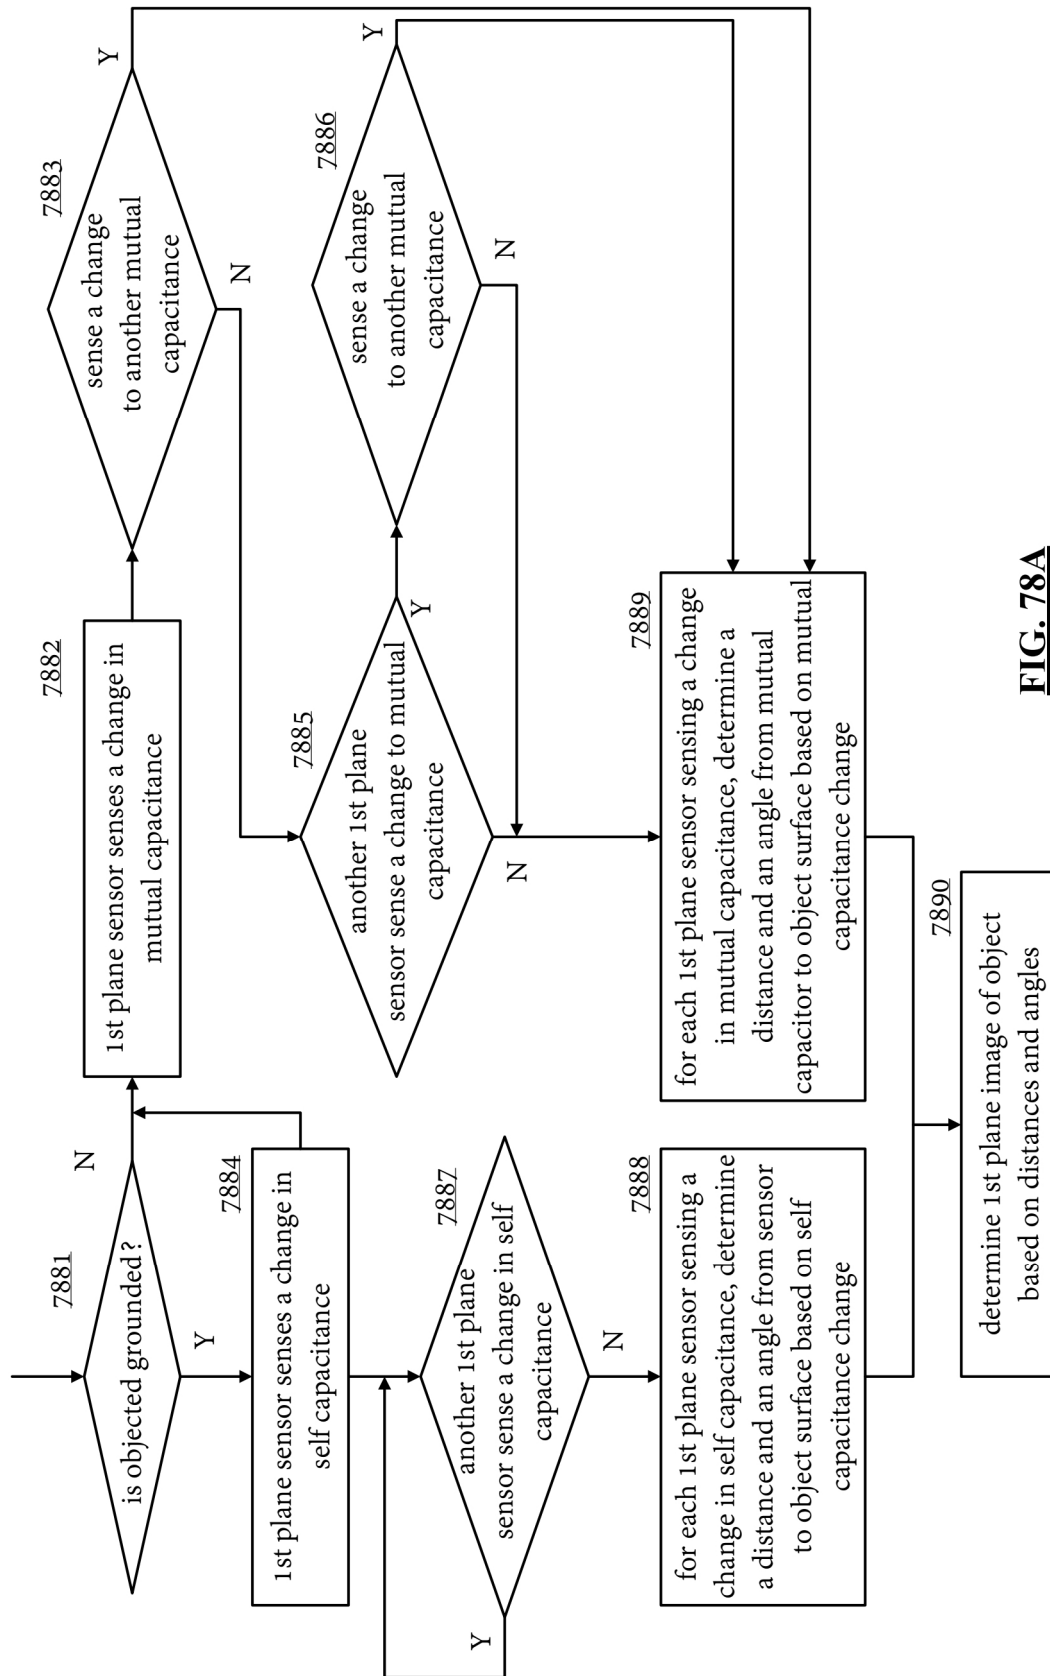 7881
is objected grounded?
N
Y
7882
1st plane sensor senses a change in
mutual capacitance
7883
sense a change
to another mutual
capacitance
Y
N
7884
1st plane sensor senses a change in
self capacitance
7885
another 1st plane
sensor sense a change to mutual
capacitance
Y
N
7886
sense a change
to another mutual
capacitance
Y
N
7887
another 1st plane
sensor sense a change in self
capacitance
Y
N
7888
for each 1st plane sensor sensing a
change in self capacitance, determine
a distance and an angle from sensor
to object surface based on self
capacitance change
7889
for each 1st plane sensor sensing a change
in mutual capacitance, determine a
distance and an angle from mutual
capacitor to object surface based on mutual
capacitance change
7890
determine 1st plane image of object
based on distances and angles
FIG. 78A